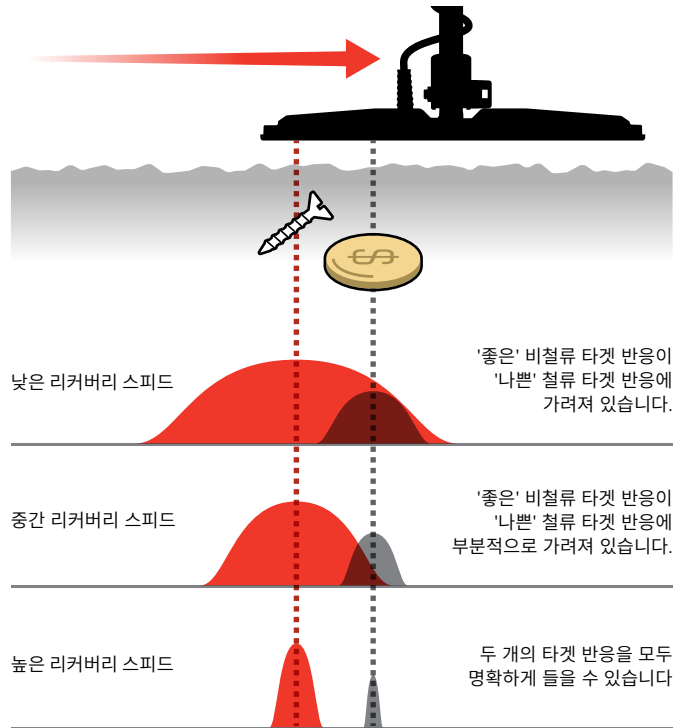 낮은 리커버리 스피드
'좋은' 비철류 타겟 반응이
'나쁜' 철류 타겟 반응에
가려져 있습니다.
중간 리커버리 스피드
'좋은' 비철류 타겟 반응이
'나쁜' 철류 타겟 반응에
부분적으로 가려져 있습니다.
높은 리커버리 스피드
두 개의 타겟 반응을 모두
명확하게 들을 수 있습니다